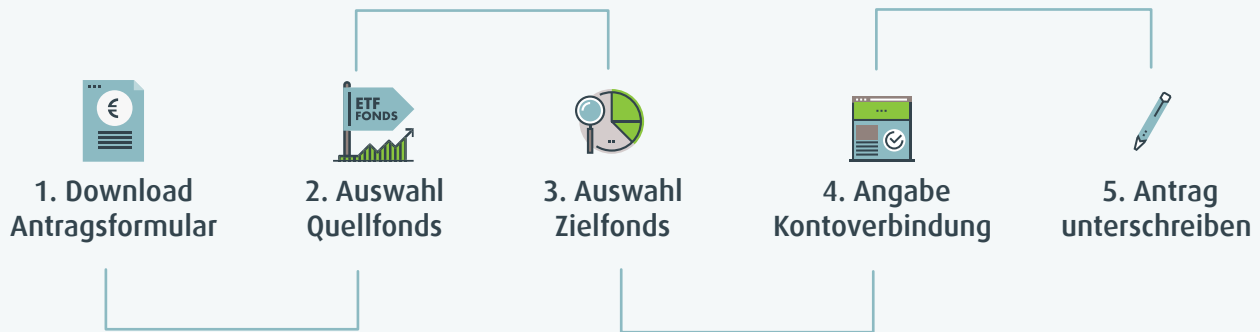 €
ETF
FONDS
1. Download
Antragsformular
2. Auswahl
Quellfonds
3. Auswahl
Zielfonds
4. Angabe
Kontoverbindung
5. Antrag
unterschreiben